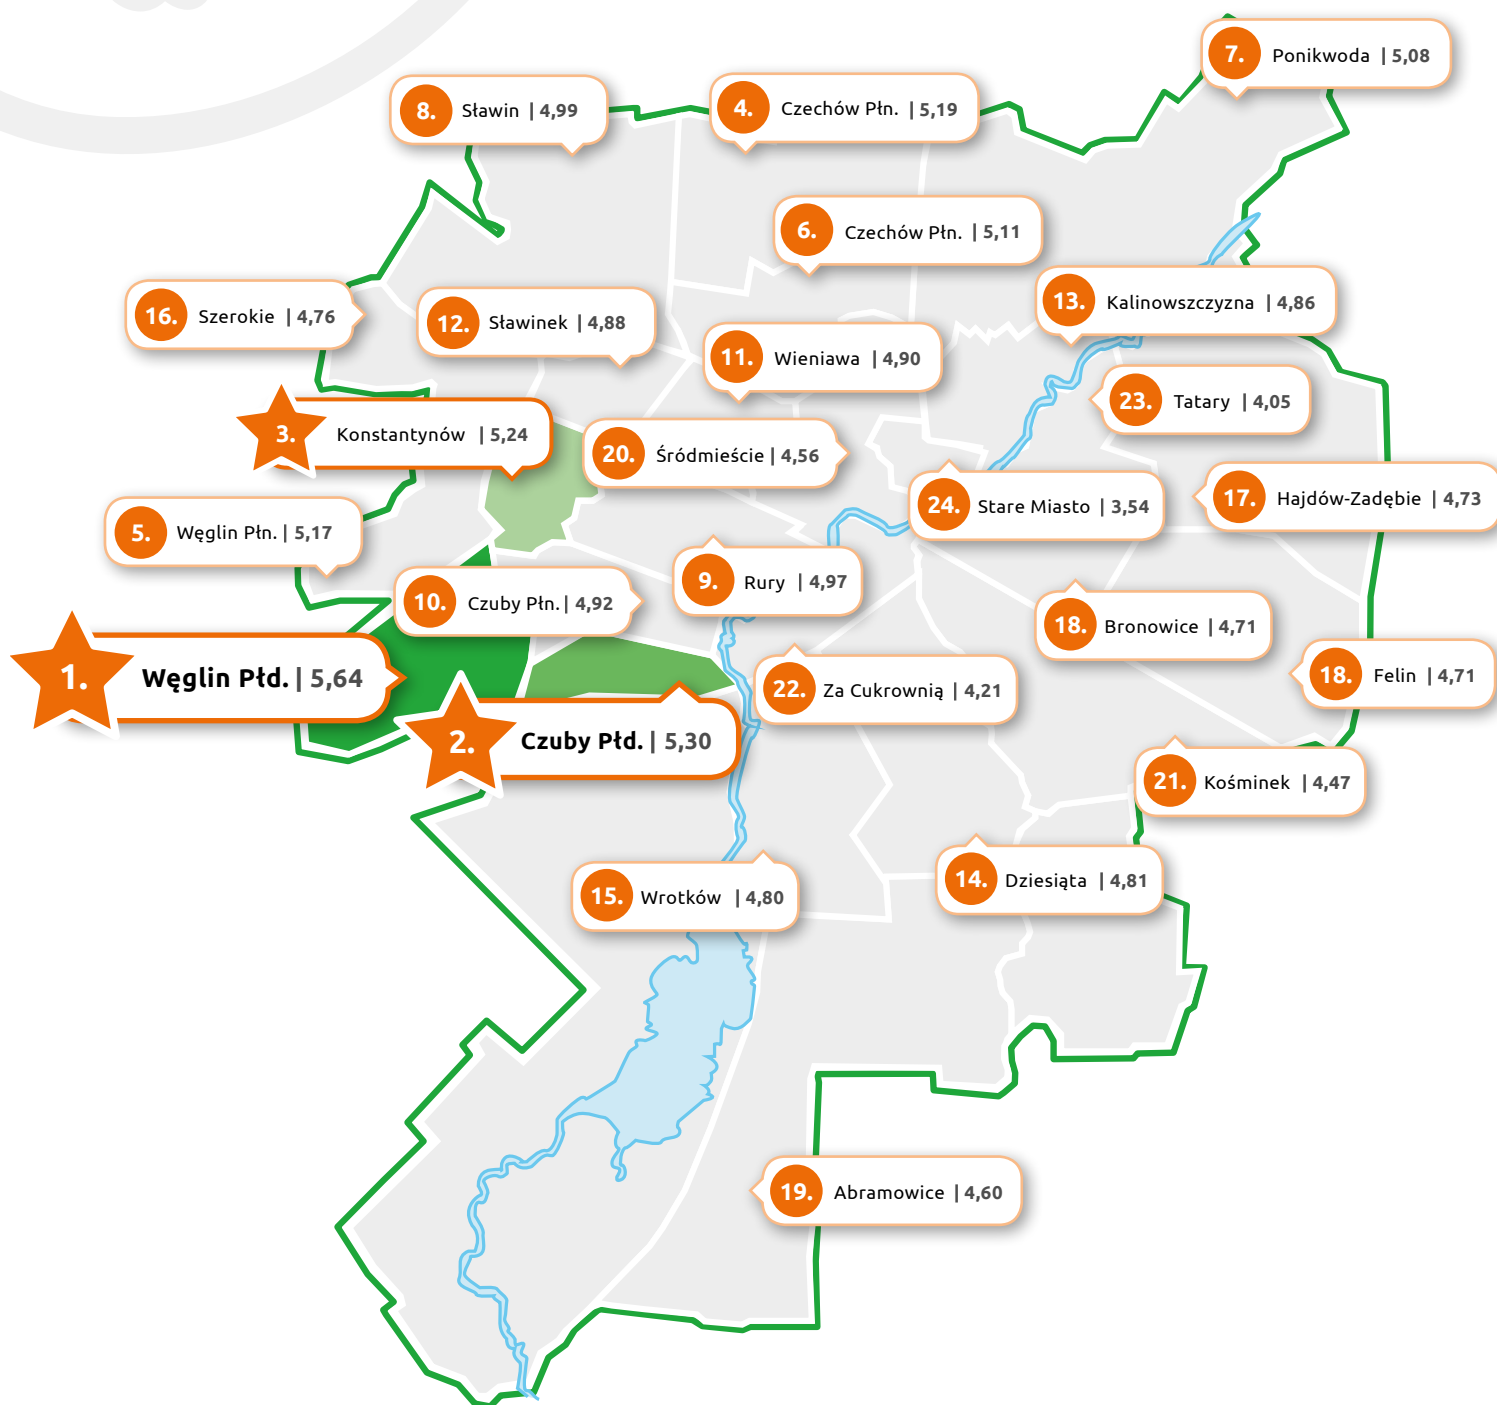 7. Ponikwoda | 5,08
8. Sławin | 4,99
4. Czechów Płn. | 5,19
6. Czechów Płn. | 5,11
13. Kalinowszczyzna | 4,86
16. Szerokie | 4,76
12. Sławinek | 4,88
11. Wieniawa | 4,90
23. Tatary | 4,05
3. Konstantynów | 5,24
20. Śródmieście | 4,56
17. Hajdów-Zadębie | 4,73
24. Stare Miasto | 3,54
5. Węglin Płn. | 5,17
9. Rury | 4,97
10. Czuby Płn. | 4,92
18. Bronowice | 4,71
1. Węglin Płd. | 5,64
18. Felin | 4,71
22. Za Cukrownią | 4,21
2. Czuby Płd. | 5,30
21. Kośminek | 4,47
14. Dziesiąta | 4,81
15. Wrotków | 4,80
19. Abramowice | 4,60